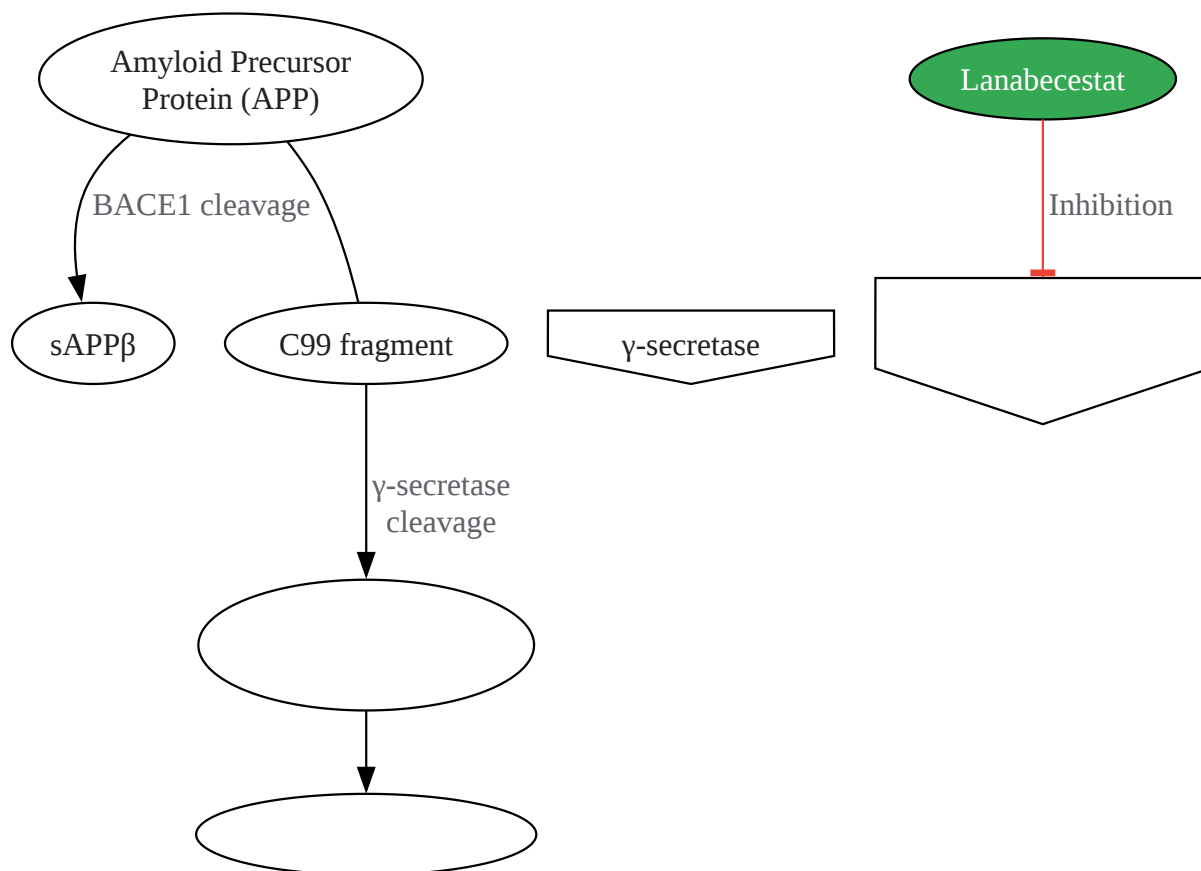 Amyloid Precursor
Protein (APP)
Lanabecestat
BACE1 cleavage
Inhibition
sAPPβ
C99 fragment
γ-secretase
γ-secretase
cleavage